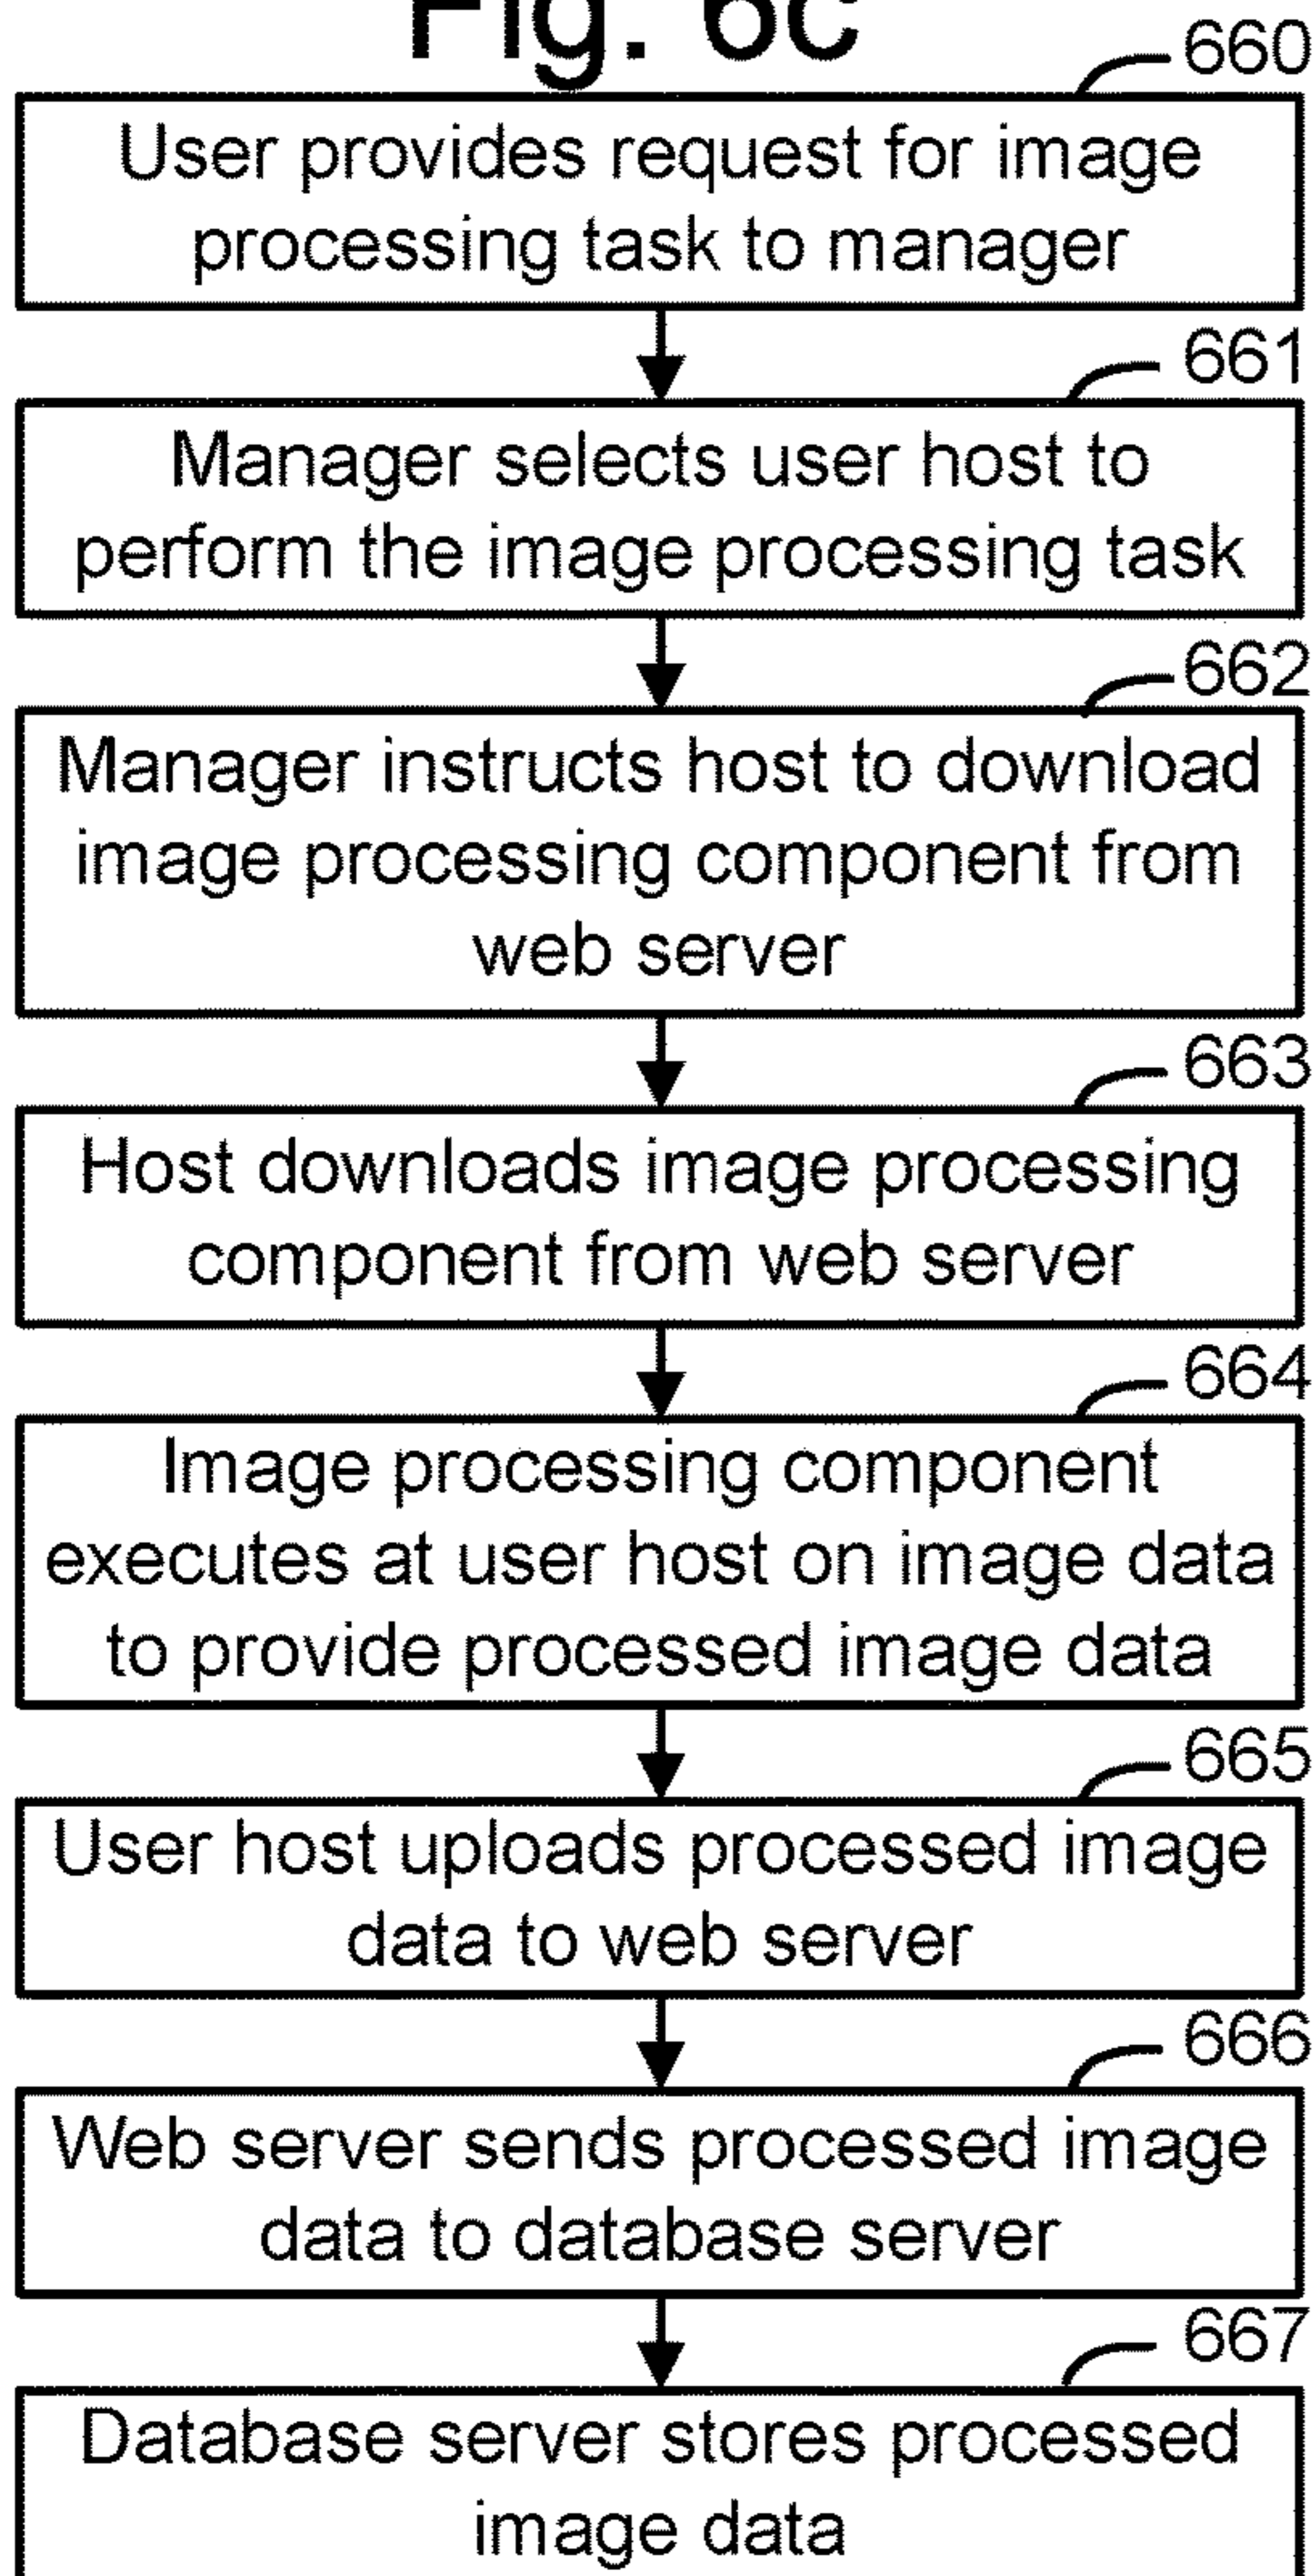 Fig. 6c
660
User provides request for image
processing task to manager
661
Manager selects user host to
perform the image processing task
662
Manager instructs host to download
image processing component from
web server
663
Host downloads image processing
component from web server
664
Image processing component
executes at user host on image data
to provide processed image data
665
User host uploads processed image
data to web server
666
Web server sends processed image
data to database server
667
Database server stores processed
image data